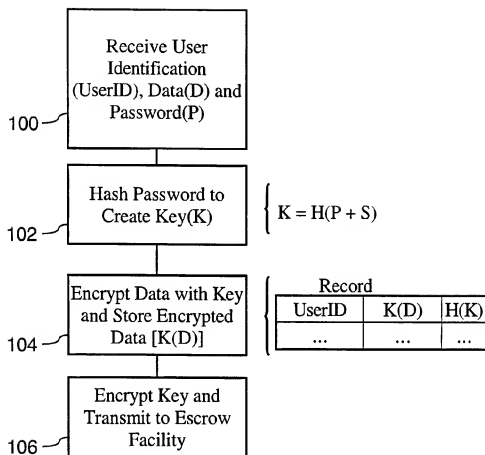 Receive User
Identification
(UserID), Data(D) and
Password(P)
100
Hash Password to
Create Key(K)
102
K = H(P + S)
Encrypt Data with Key
and Store Encrypted
Data [K(D)]
104
Record
UserID K(D) H(K)
... ... ...
Encrypt Key and
Transmit to Escrow
Facility
106